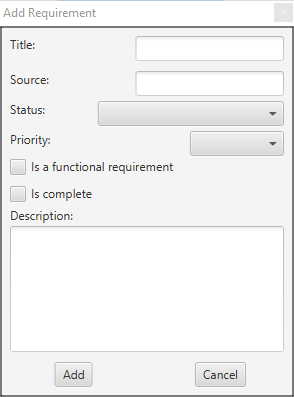 Add Requirement
Title:
Source:
Status:
Priority:
Is a functional requirement
Is complete
Description:
Add Cancel